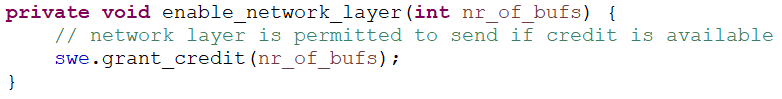 private void enable_network_layer(int nr_of_bufs) {
    // network layer is permitted to send if credit is available
    swe.grant_credit(nr_of_bufs);
}